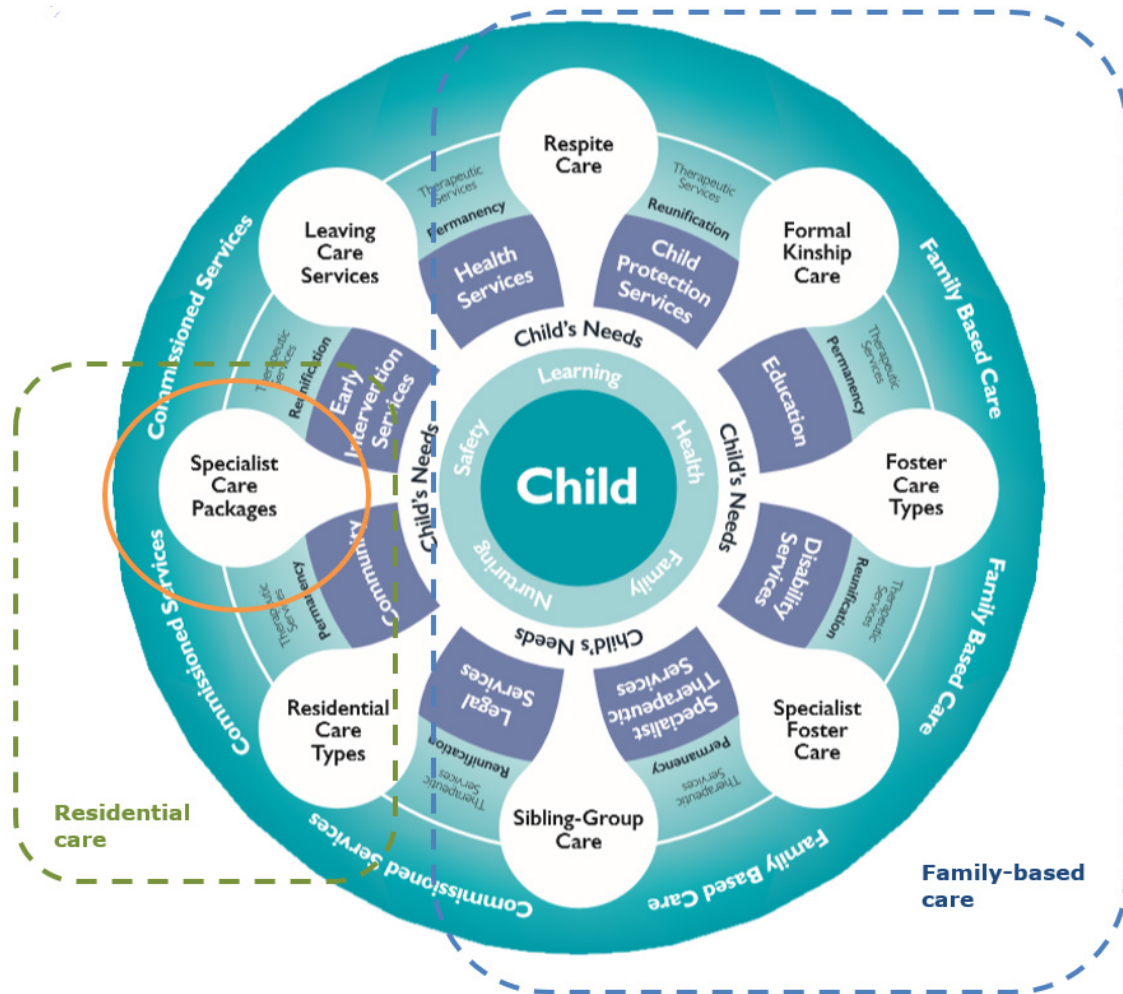 Respite
Care
Therapeutic
Services
Permanency
Health
Services
Therapeutic
Services
Reunification
Child
Protection
Services
Formal
Kinship
Care
Family Based Care
Therapeutic
Services
Permanency
Education
Foster
Care
Types
Disability
Services
Reunification
Therapeutic
Services
Family Based Care
Specialist
Foster
Care
Specialist
Therapeutic
Services
Permanency
Therapeutic
Services
Family Based Care
Sibling-Group
Care
Legal
Services
Reunification
Therapeutic
Services
Commissioned Services
Residential
Care
Types
Community
Permanency
Therapeutic
Services
Commissioned Services
Specialist
Care
Packages
Early
Intervention
Services
Reunification
Therapeutic
Services
Commissioned Services
Leaving
Care
Services
Child's Needs
Child's Needs
Child's Needs
Child's Needs
Learning
Health
Family
Nurturing
Safety
Child
Residential
care
Family-based
care